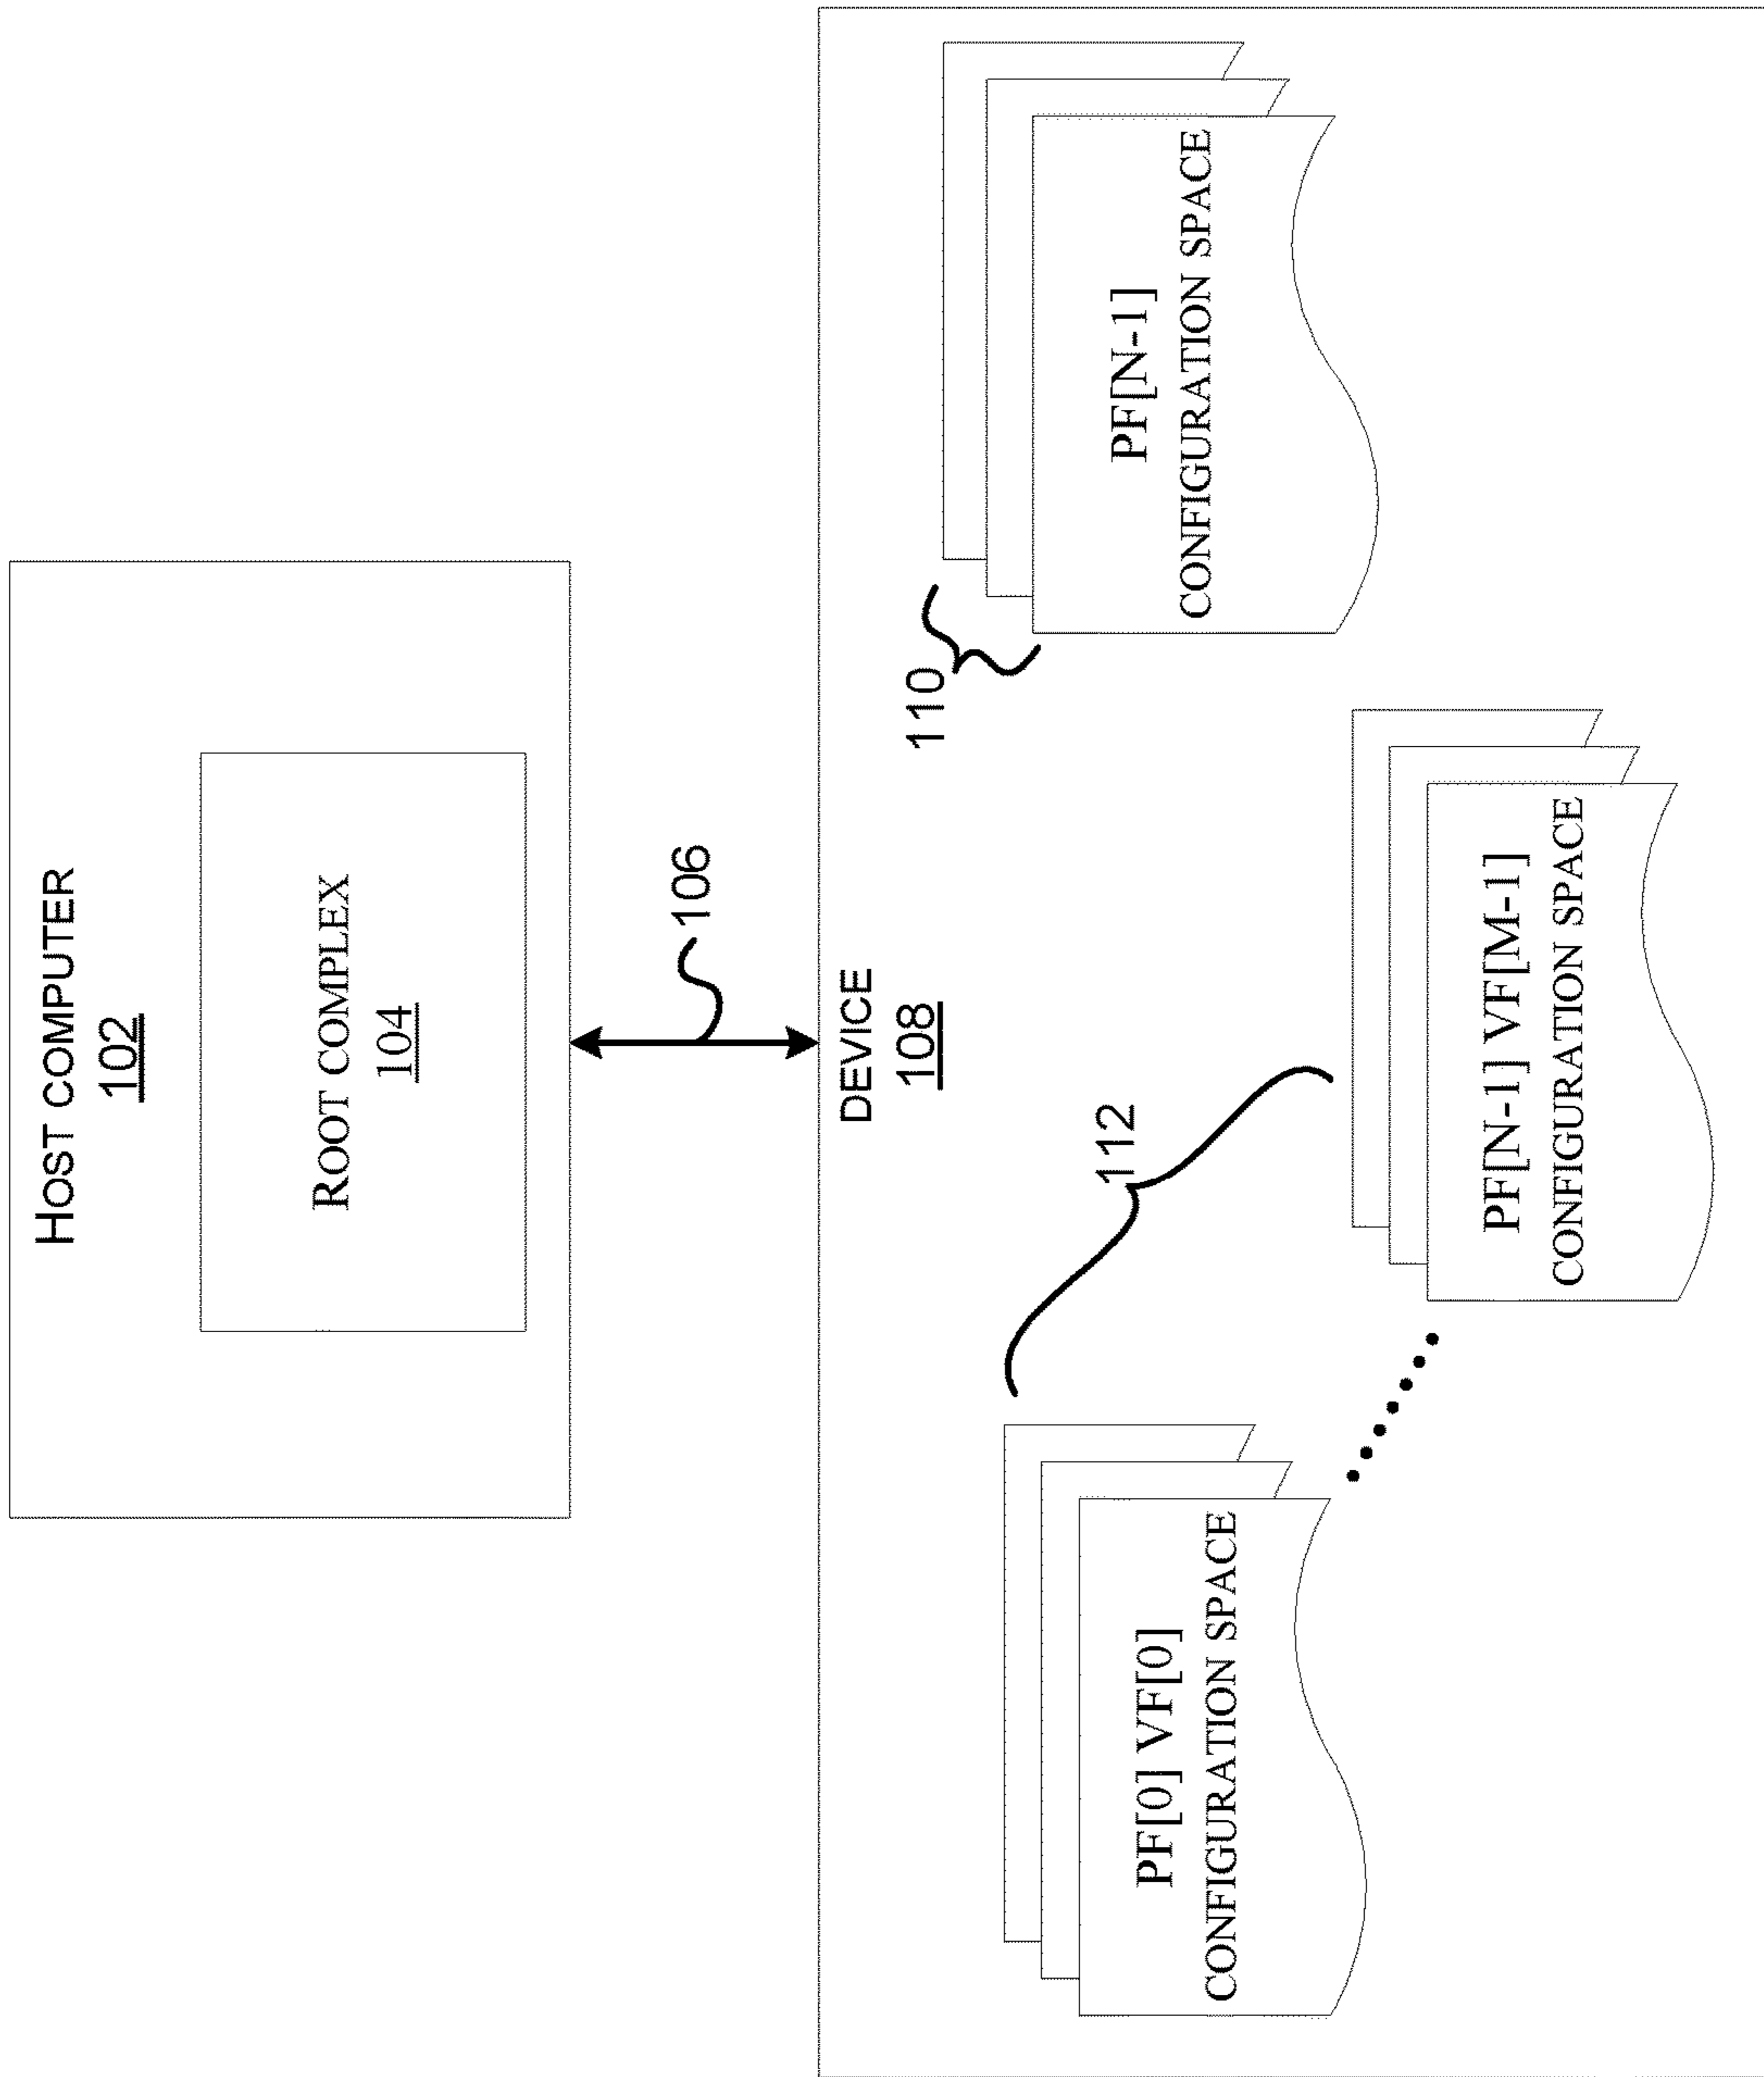 HOST COMPUTER
102
ROOT COMPLEX
104
106
DEVICE
108
112
110
PF[0] VF[0]
CONFIGURATION SPACE
PF[N-1] VF[M-1]
CONFIGURATION SPACE
PF[N-1]
CONFIGURATION SPACE